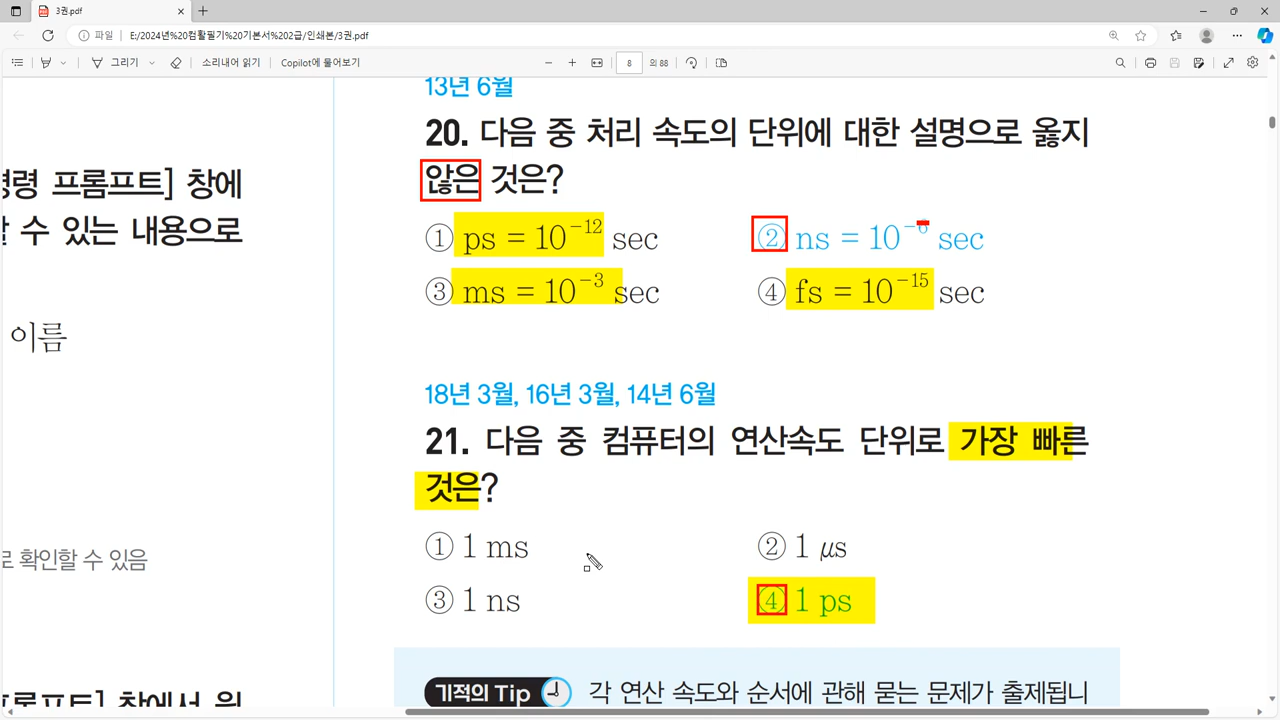 3권.pdf
파일 E:/2024년%20컴활필기%20기본서%202급/인쇄본/3권.pdf
그리기 소리내어 읽기 Copilot에 물어보기 8 의 88
프롬프트] 창에
수 있는 내용으로
이름
로 확인할 수 있음
13년 6월
20. 다음 중 처리 속도의 단위에 대한 설명으로 옳지
않은 것은?
① ps = 10⁻¹² sec ② ns = 10⁻⁶ sec
③ ms = 10⁻³ sec ④ fs = 10⁻¹⁵ sec
18년 3월, 16년 3월, 14년 6월
21. 다음 중 컴퓨터의 연산속도 단위로 가장 빠른
것은?
① 1 ms ② 1 μs
③ 1 ns ④ 1 ps
기적의 Tip 각 연산 속도와 순서에 관해 묻는 문제가 출제됩니